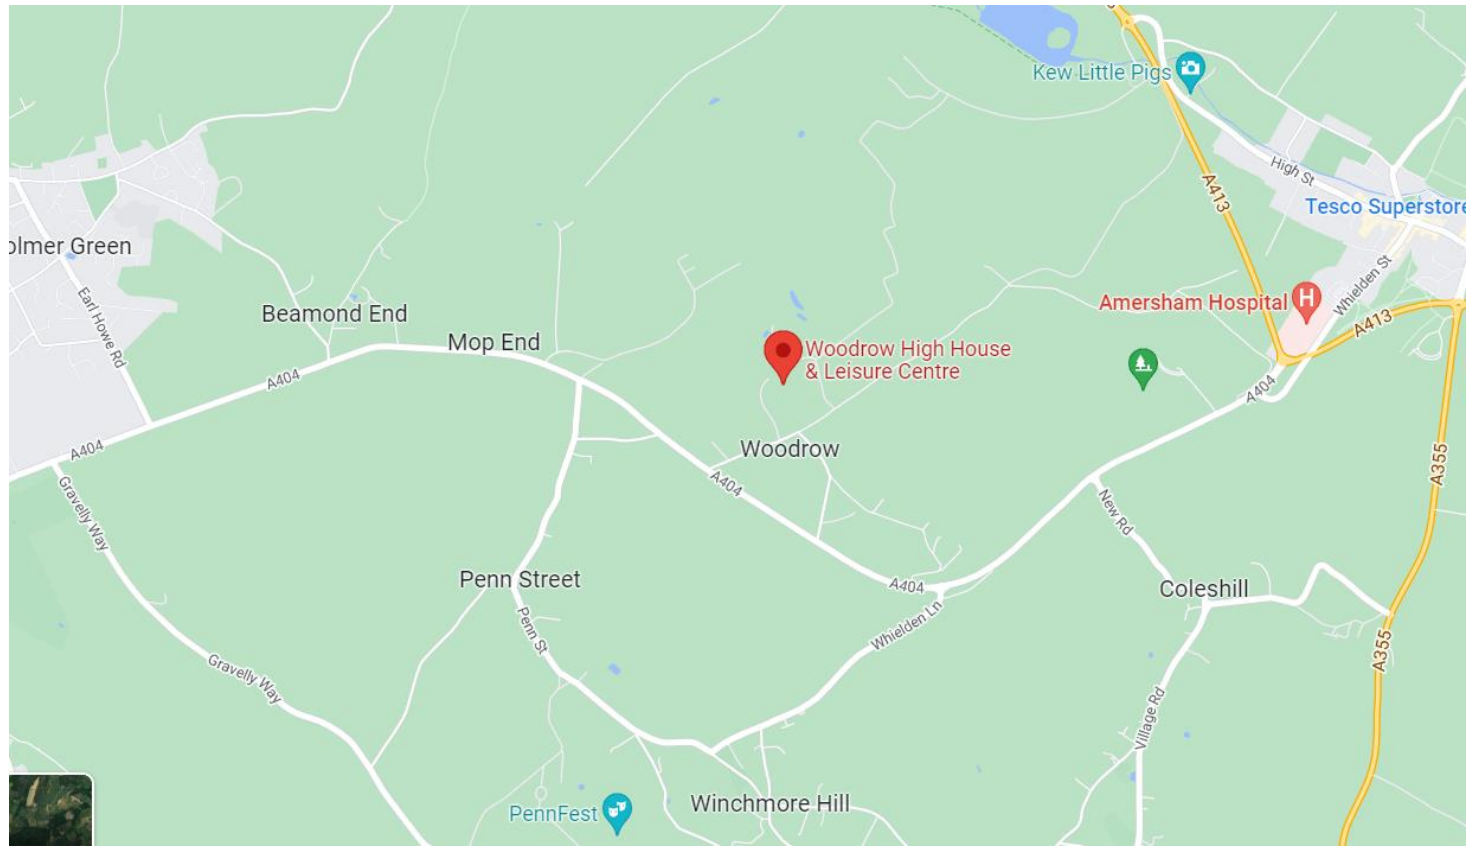 Kew Little Pigs
High St
A413
Tesco Superstore
olmer Green
Earl Howe Rd
Beamond End
Mop End
Amersham Hospital
H
Whielden St
A413
Woodrow High House
& Leisure Centre
A404
A404
A404
Woodrow
A404
A355
Gravelly Way
New Rd
Penn Street
A404
Coleshill
Penn St
Whielden Ln
A355
Gravelly Way
Village Rd
PennFest
Winchmore Hill